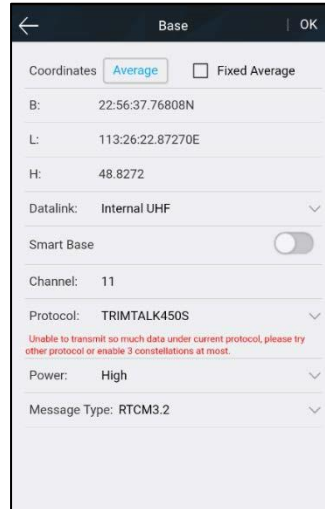 Base OK
Coordinates Average Fixed Average
B: 22:56:37.76808N
L: 113:26:22.87270E
H: 48.8272
Datalink: Internal UHF
Smart Base
Channel: 11
Protocol: TRIMTALK450S
Unable to transmit so much data under current protocol, please try
other protocol or enable 3 constellations at most.
Power: High
Message Type: RTCM3.2